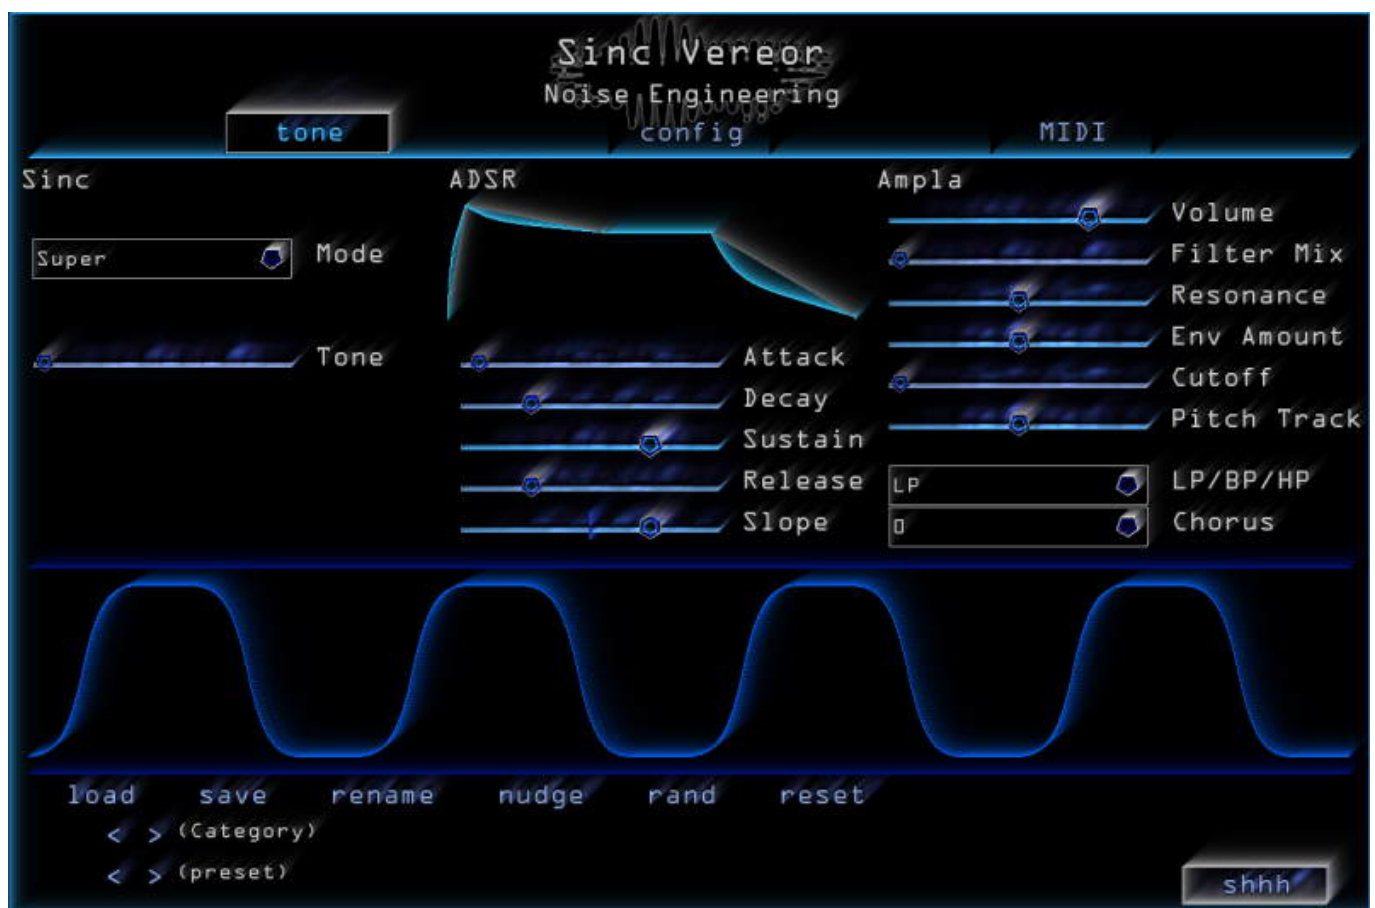 Sinc Vereor
Noise Engineering
tone config MIDI
Sinc
Super Mode
Tone
ADSR
Attack
Decay
Sustain
Release
Slope
Ampla
Volume
Filter Mix
Resonance
Env Amount
Cutoff
Pitch Track
LP LP/BP/HP
0 Chorus
load save rename nudge rand reset
< > (Category)
< > (preset)
shhh